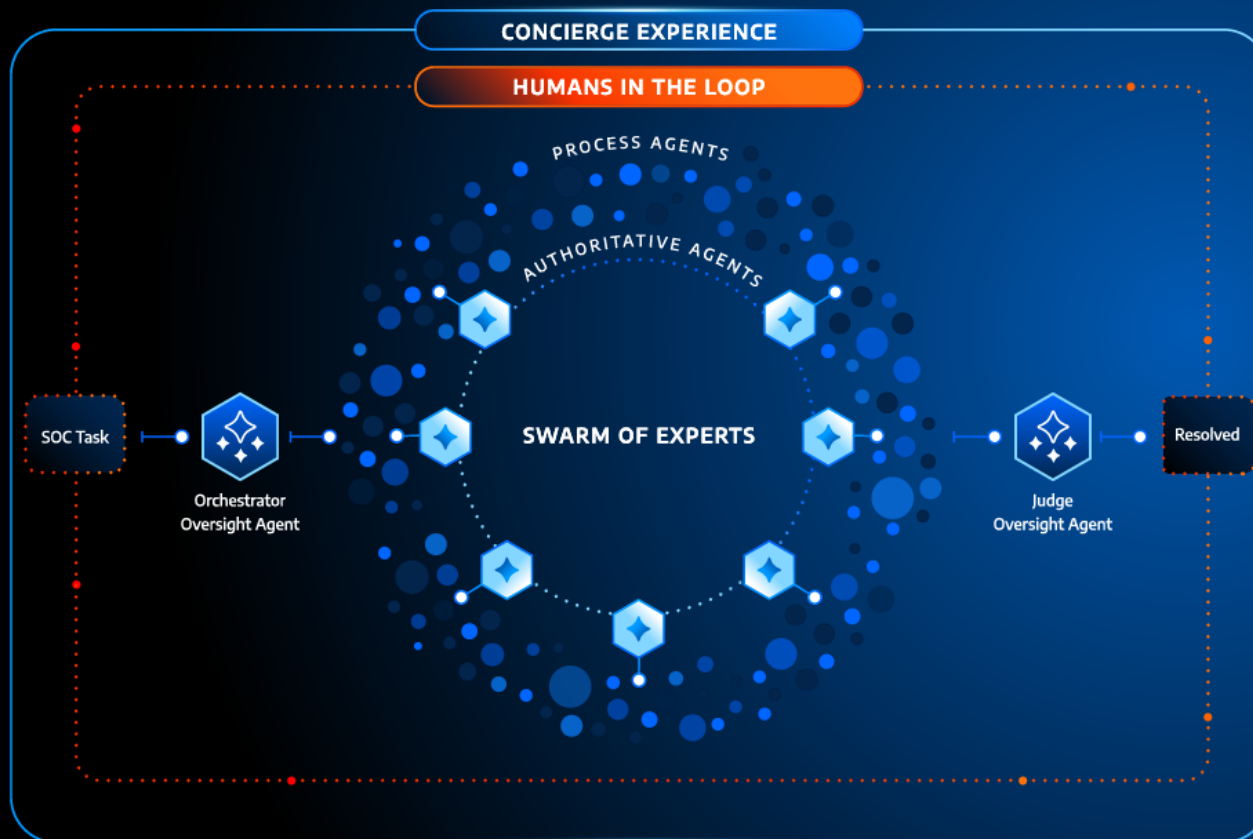 CONCIERGE EXPERIENCE
HUMANS IN THE LOOP
PROCESS AGENTS
AUTHORITATIVE AGENTS
SWARM OF EXPERTS
SOC Task
Orchestrator
Oversight Agent
Judge
Oversight Agent
Resolved